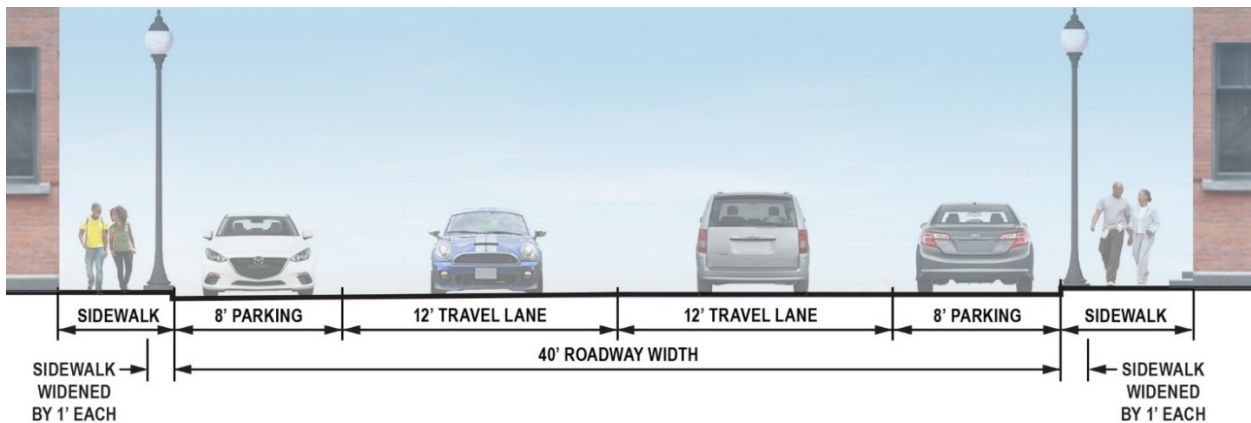 SIDEWALK
8' PARKING
12' TRAVEL LANE
12' TRAVEL LANE
8' PARKING
SIDEWALK
40' ROADWAY WIDTH
SIDEWALK
WIDENED
BY 1' EACH
SIDEWALK
WIDENED
BY 1' EACH